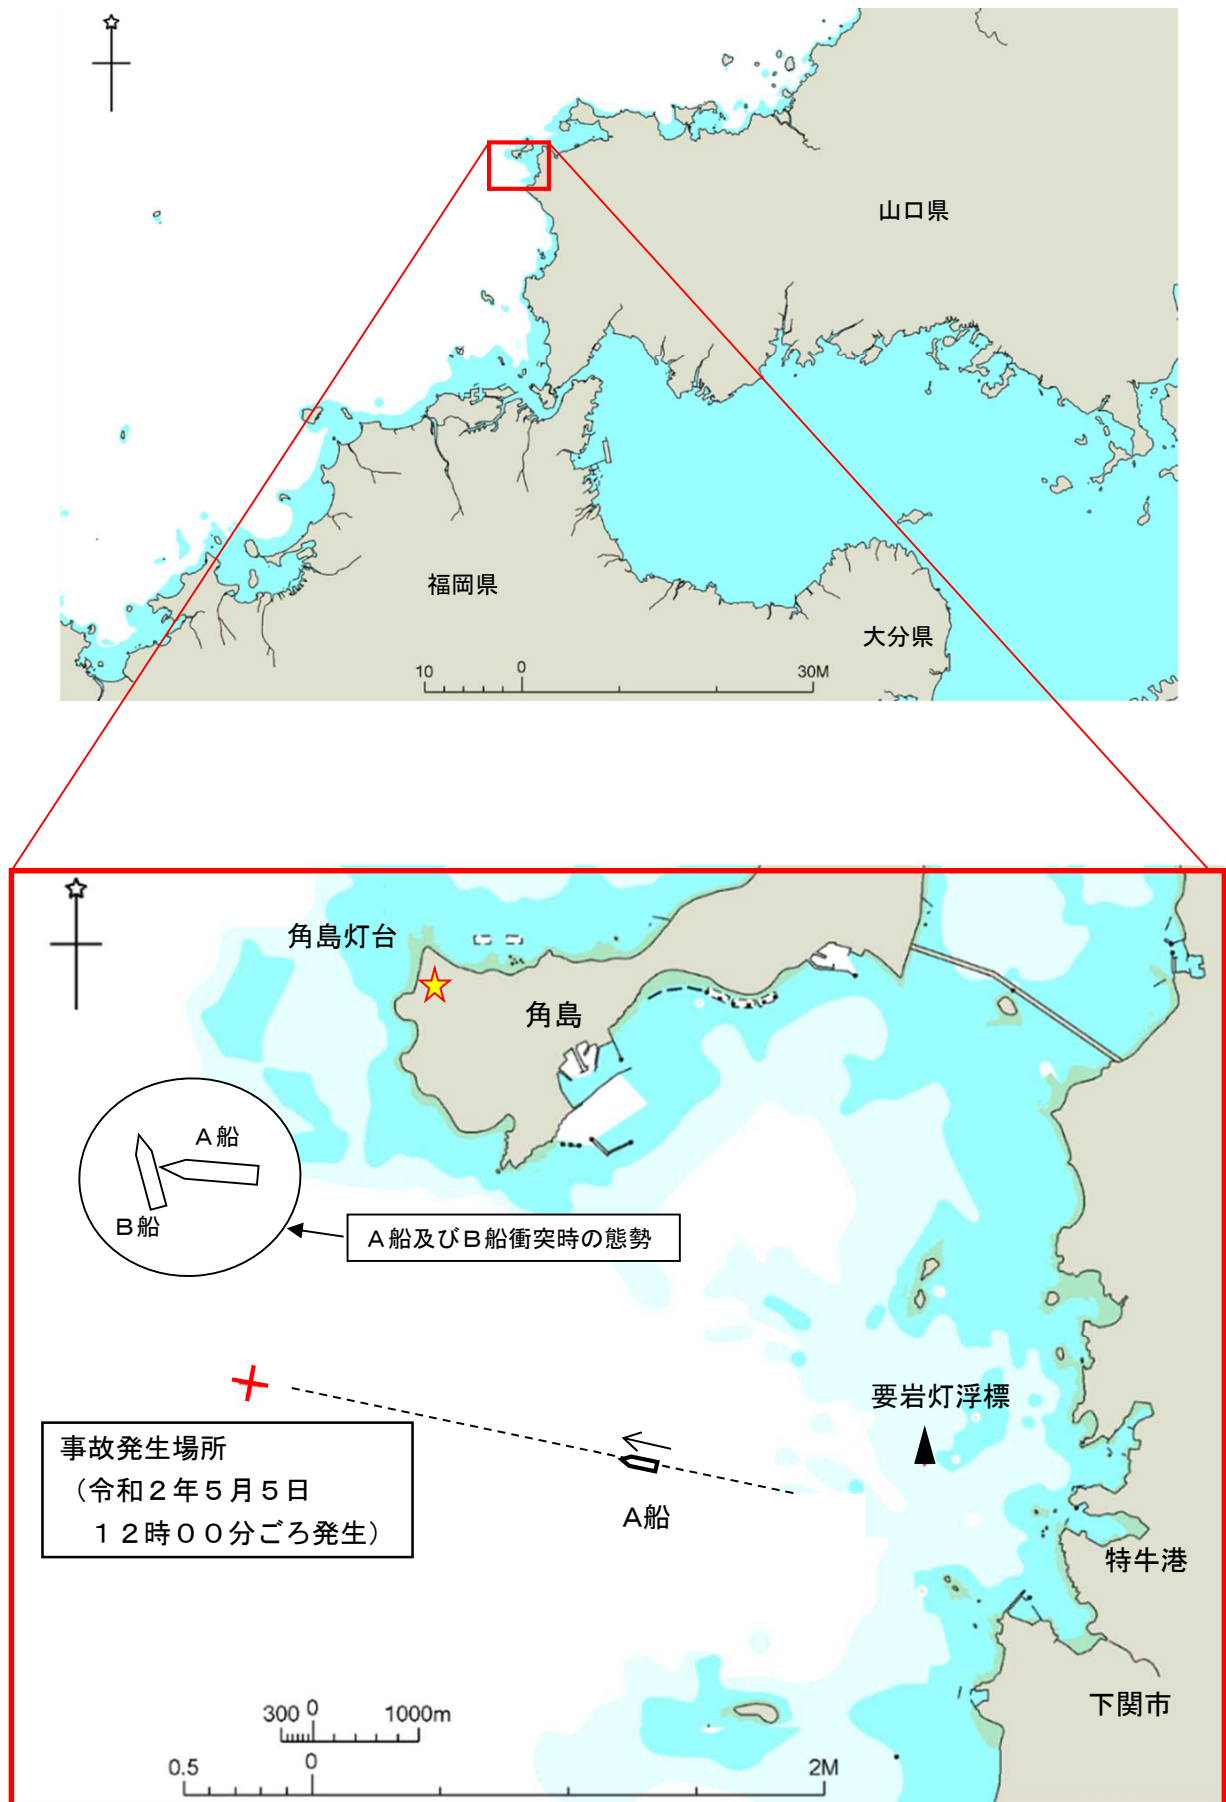 山口県
福岡県
大分県
10 0 30M
角島灯台
角島
A船
B船
A船及びB船衝突時の態勢
要岩灯浮標
事故発生場所
（令和２年５月５日
１２時００分ごろ発生）
A船
特牛港
下関市
300 0 1000m
0.5 0 2M